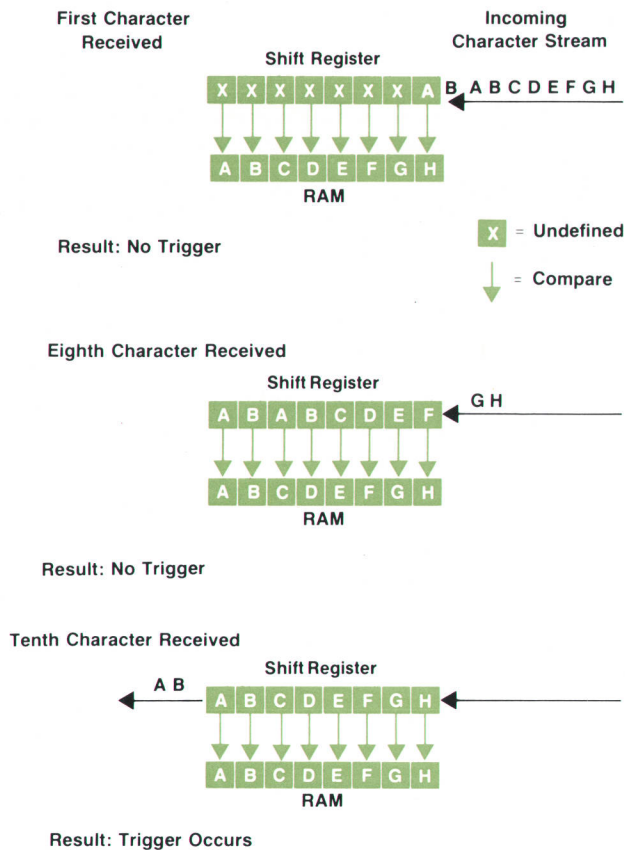 First Character
Received
Incoming
Character Stream
Shift Register
X X X X X X X A
B A B C D E F G H
A B C D E F G H
RAM
Result: No Trigger
X = Undefined
= Compare
Eighth Character Received
Shift Register
A B A B C D E F
G H
A B C D E F G H
RAM
Result: No Trigger
Tenth Character Received
Shift Register
A B
A B C D E F G H
A B C D E F G H
RAM
Result: Trigger Occurs